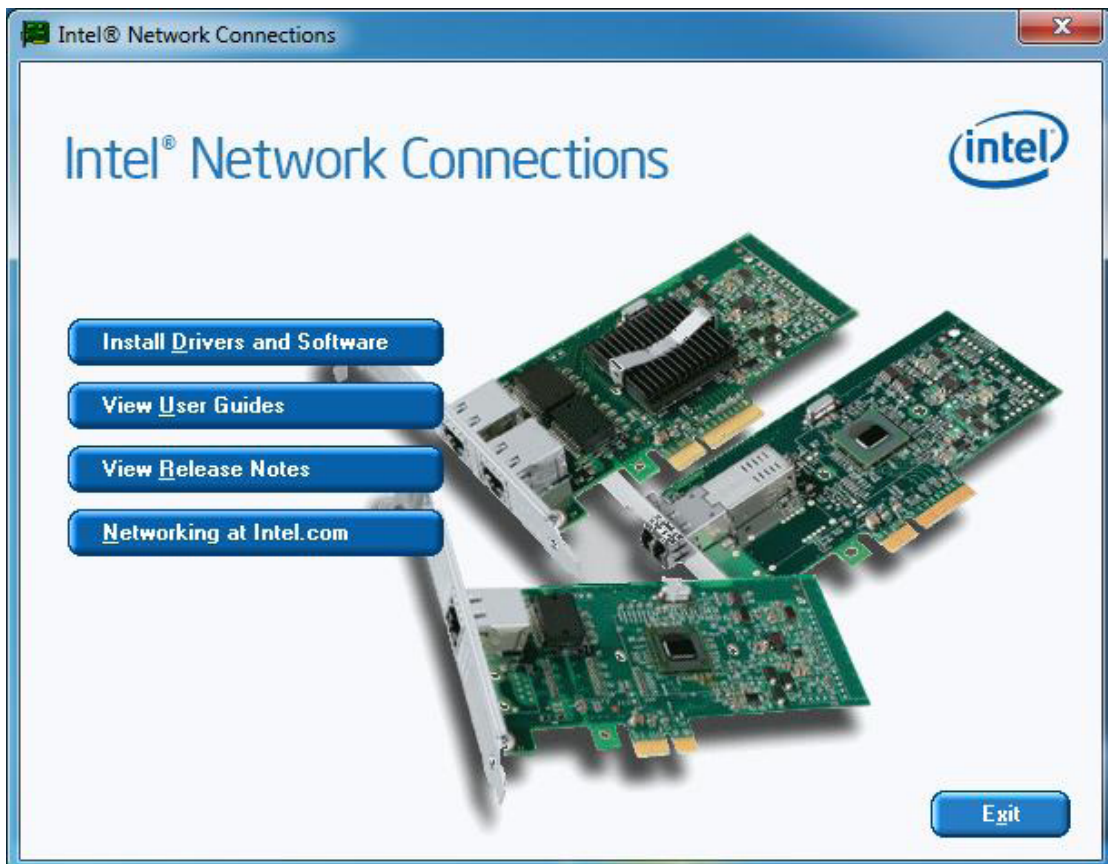 Intel® Network Connections
Intel® Network Connections
intel
Install Drivers and Software
View User Guides
View Release Notes
Networking at Intel.com
Exit